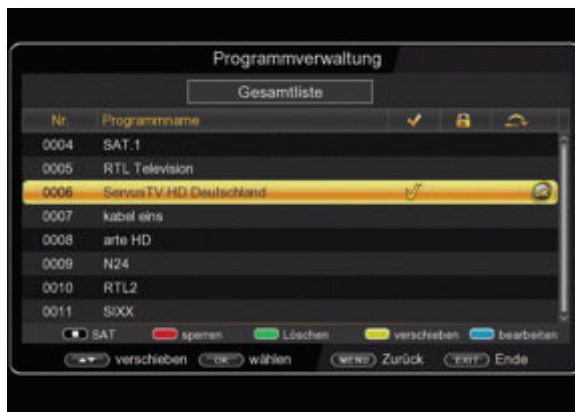 Programmverwaltung
Gesamtliste
Nr. Programmname
0004 SAT.1
0005 RTL Television
0006 ServusTV HD Deutschland
0007 kabel eins
0008 arte HD
0009 N24
0010 RTL2
0011 SIXX
SAT sperren Löschen verschieben bearbeiten
verschieben OK wählen MENU Zurück EXIT Ende